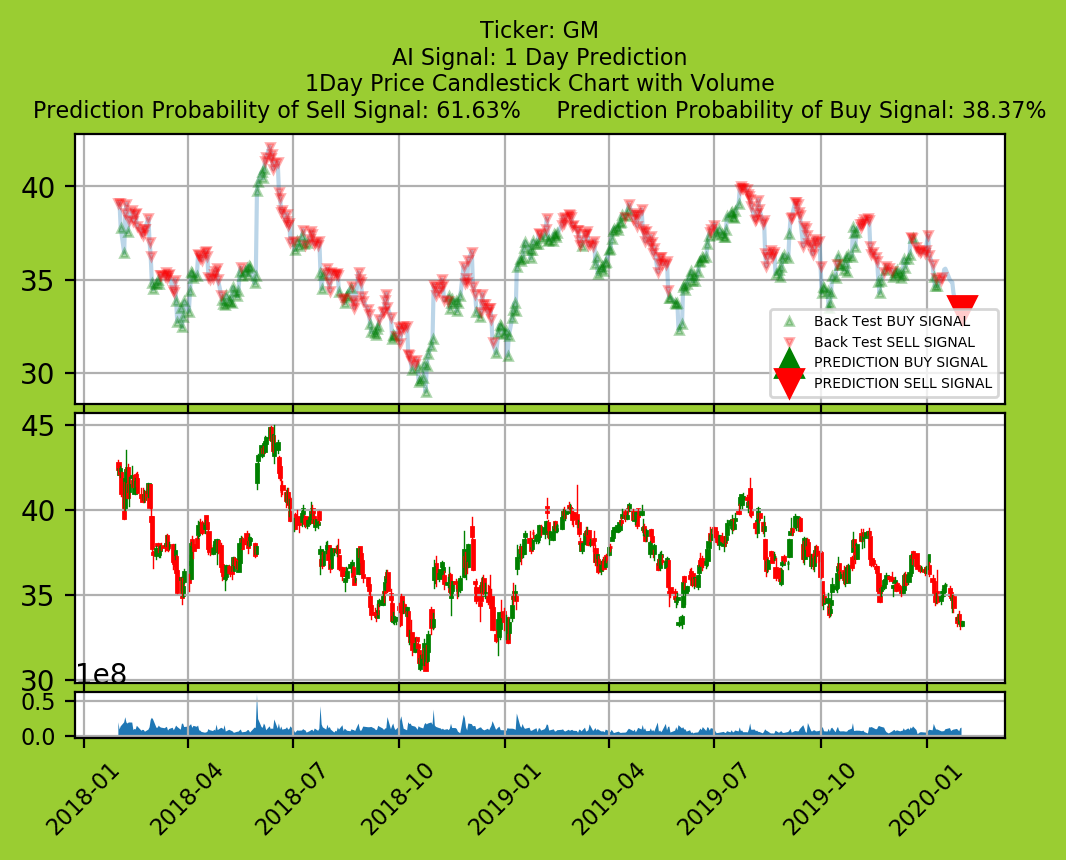 Ticker: GM
AI Signal: 1 Day Prediction
1Day Price Candlestick Chart with Volume
Prediction Probability of Sell Signal: 61.63%     Prediction Probability of Buy Signal: 38.37%
40
35
30
Back Test BUY SIGNAL
Back Test SELL SIGNAL
PREDICTION BUY SIGNAL
PREDICTION SELL SIGNAL
45
40
35
30
1e8
0.5
0.0
2018-01
2018-04
2018-07
2018-10
2019-01
2019-04
2019-07
2019-10
2020-01